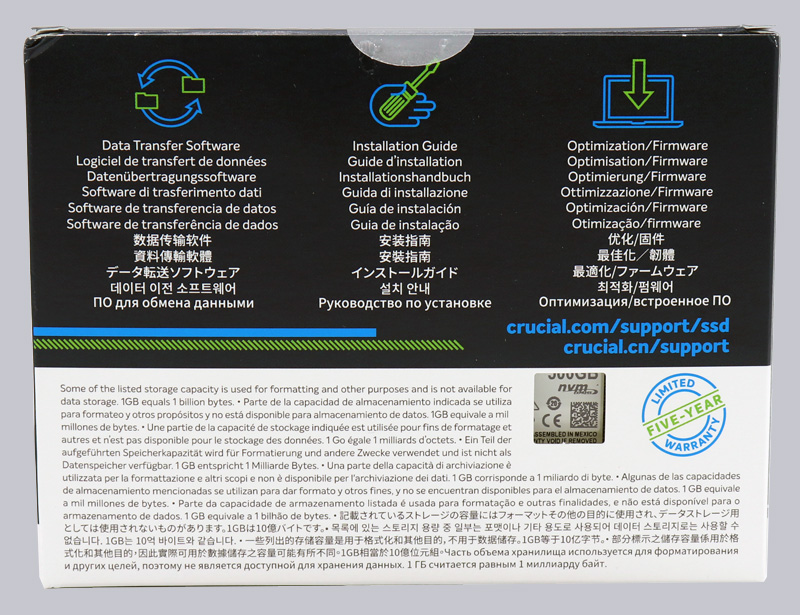 Data Transfer Software
Logiciel de transfert de données
Datenübertragungssoftware
Software di trasferimento dati
Software de transferencia de datos
Software de transferência de dados
数据传输软件
資料傳輸軟體
データ転送ソフトウェア
데이터 이전 소프트웨어
ПО для обмена данными
Installation Guide
Guide d'installation
Installationshandbuch
Guida di installazione
Guía de instalación
Guia de instalação
安装指南
安裝指南
インストールガイド
설치 안내
Руководство по установке
Optimization/Firmware
Optimisation/Firmware
Optimierung/Firmware
Ottimizzazione/Firmware
Optimización/Firmware
Otimização/firmware
优化/固件
最佳化／韌體
最適化/ファームウェア
최적화/펌웨어
Оптимизация/встроенное ПО
crucial.com/support/ssd
crucial.cn/support
Some of the listed storage capacity is used for formatting and other purposes and is not available for
data storage. 1GB equals 1 billion bytes. • Parte de la capacidad de almacenamiento indicada se utiliza
para formateo y otros propósitos y no está disponible para almacenamiento de datos. 1GB equivale a mil
millones de bytes. • Une partie de la capacité de stockage indiquée est utilisée pour fins de formatage et
autres et n'est pas disponible pour le stockage des données. 1 Go égale 1 milliards d'octets. • Ein Teil der
aufgeführten Speicherkapazität wird für Formatierung und andere Zwecke verwendet und ist nicht als
Datenspeicher verfügbar. 1 GB entspricht 1 Milliarde Bytes. • Una parte della capacità di archiviazione è
utilizzata per la formattazione e altri scopi e non è disponibile per l'archiviazione dei dati. 1 GB corrisponde a 1 miliardo di byte. • Algunas de las capacidades
de almacenamiento mencionadas se utilizan para dar formato y otros fines, y no se encuentran disponibles para el almacenamiento de datos. 1 GB equivale
a mil millones de bytes. • Parte da capacidade de armazenamento listada é usada para formatação e outras finalidades, e não está disponível para o
armazenamento de dados. 1 GB equivale a 1 bilhão de bytes. • 記載されているストレージの容量にはフォーマットその他の目的に使用され、データストレージ用
としては使用されないものがあります。1GBは10億バイトです。• 목록에 있는 스토리지 용량 중 일부는 포맷이나 기타 용도로 사용되어 데이터 스토리지로는 사용할 수
없습니다. 1GB는 10억 바이트와 같습니다. • 一些列出的存储容量是用于格式化和其他目的，不用于数据储存。1GB等于10亿字节。• 部分標示之儲存容量係用於格
式化和其他目的，因此實際可用於數據儲存之容量可能有所不同。1GB相當於10億位元組。•Часть объема хранилища используется для форматирования
и других целей, поэтому не является доступной для хранения данных. 1 ГБ считается равным 1 миллиарду байт.
500GB
nvm
EXPRESS
20
CE
ASSEMBLED IN MEXICO
TY VOID IF REMOVED
LIMITED
FIVE-YEAR
WARRANTY